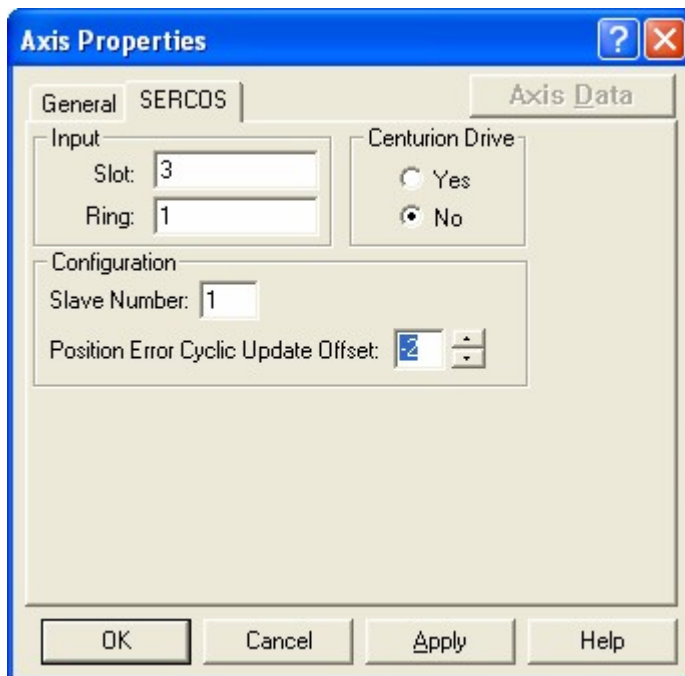 Axis Properties
General SERCOS Axis Data
Input
Slot: 3
Ring: 1
Centurion Drive
Yes
No
Configuration
Slave Number: 1
Position Error Cyclic Update Offset: -2
OK Cancel Apply Help